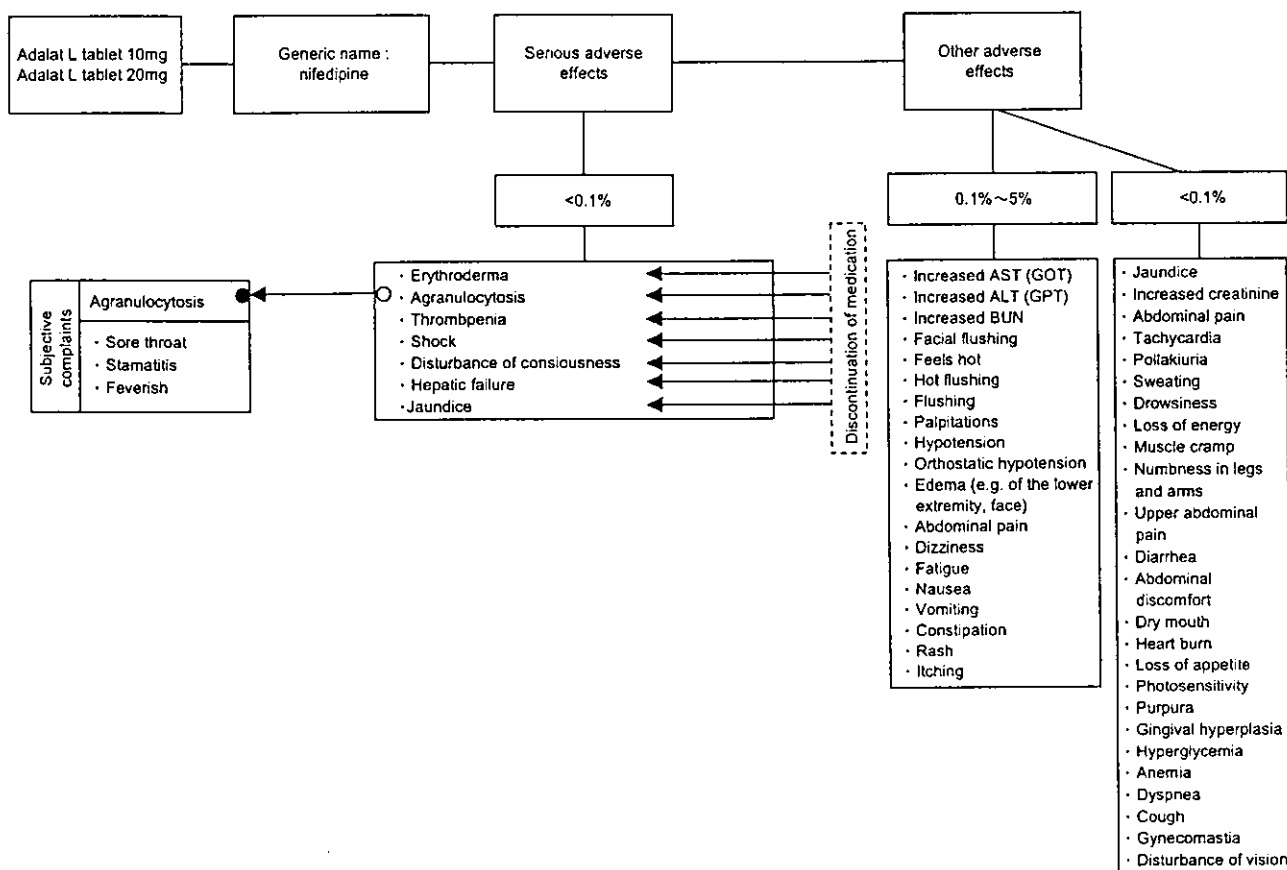 Adalat L tablet 10mg
Adalat L tablet 20mg
Generic name :
nifedipine
Serious adverse
effects
Other adverse
effects
<0.1%
0.1%～5%
<0.1%
Subjective
complaints
Agranulocytosis
· Sore throat
· Stamatitis
· Feverish
· Erythroderma
· Agranulocytosis
· Thrombpenia
· Shock
· Disturbance of consiousness
· Hepatic failure
·Jaundice
Discontinuation of medication
· Increased AST (GOT)
· Increased ALT (GPT)
· Increased BUN
· Facial flushing
· Feels hot
· Hot flushing
· Flushing
· Palpitations
· Hypotension
· Orthostatic hypotension
· Edema (e.g. of the lower
extremity, face)
· Abdominal pain
· Dizziness
· Fatigue
· Nausea
· Vomiting
· Constipation
· Rash
· Itching
· Jaundice
· Increased creatinine
· Abdominal pain
· Tachycardia
· Pollakiuria
· Sweating
· Drowsiness
· Loss of energy
· Muscle cramp
· Numbness in legs
and arms
· Upper abdominal
pain
· Diarrhea
· Abdominal
discomfort
· Dry mouth
· Heart burn
· Loss of appetite
· Photosensitivity
· Purpura
· Gingival hyperplasia
· Hyperglycemia
· Anemia
· Dyspnea
· Cough
· Gynecomastia
· Disturbance of vision